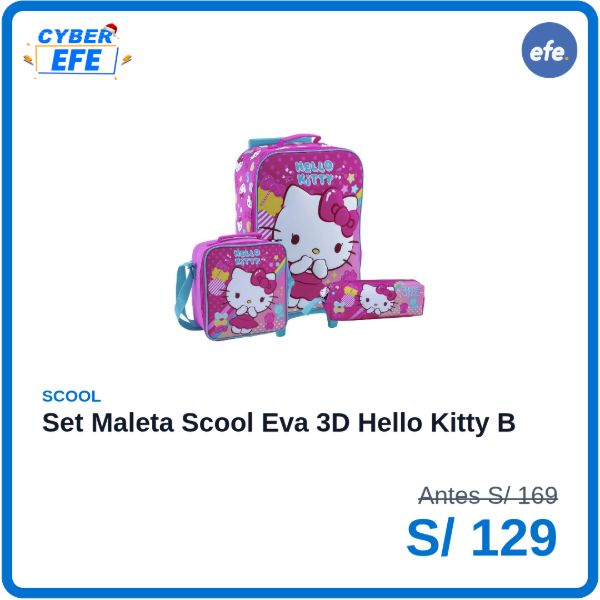 CYBER
EFE
efe.
HELLO
KITTY
HELLO
KITTY
SCOOL
Set Maleta Scool Eva 3D Hello Kitty B
Antes S/ 169
S/ 129